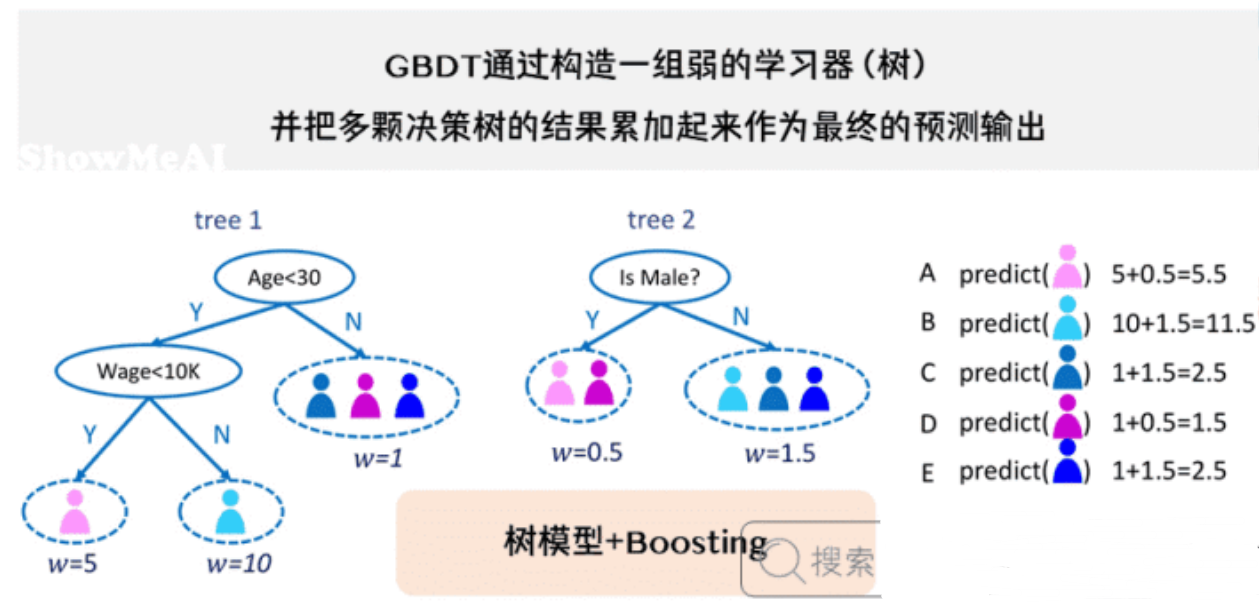 GBDT通过构造一组弱的学习器(树)
并把多颗决策树的结果累加起来作为最终的预测输出
ShowMeAI
tree 1
Age<30
Y
N
Wage<10K
Y
N
w=1
w=5
w=10
tree 2
Is Male?
Y
N
w=0.5
w=1.5
A predict( ) 5+0.5=5.5
B predict( ) 10+1.5=11.5
C predict( ) 1+1.5=2.5
D predict( ) 1+0.5=1.5
E predict( ) 1+1.5=2.5
树模型+Boosting
搜索